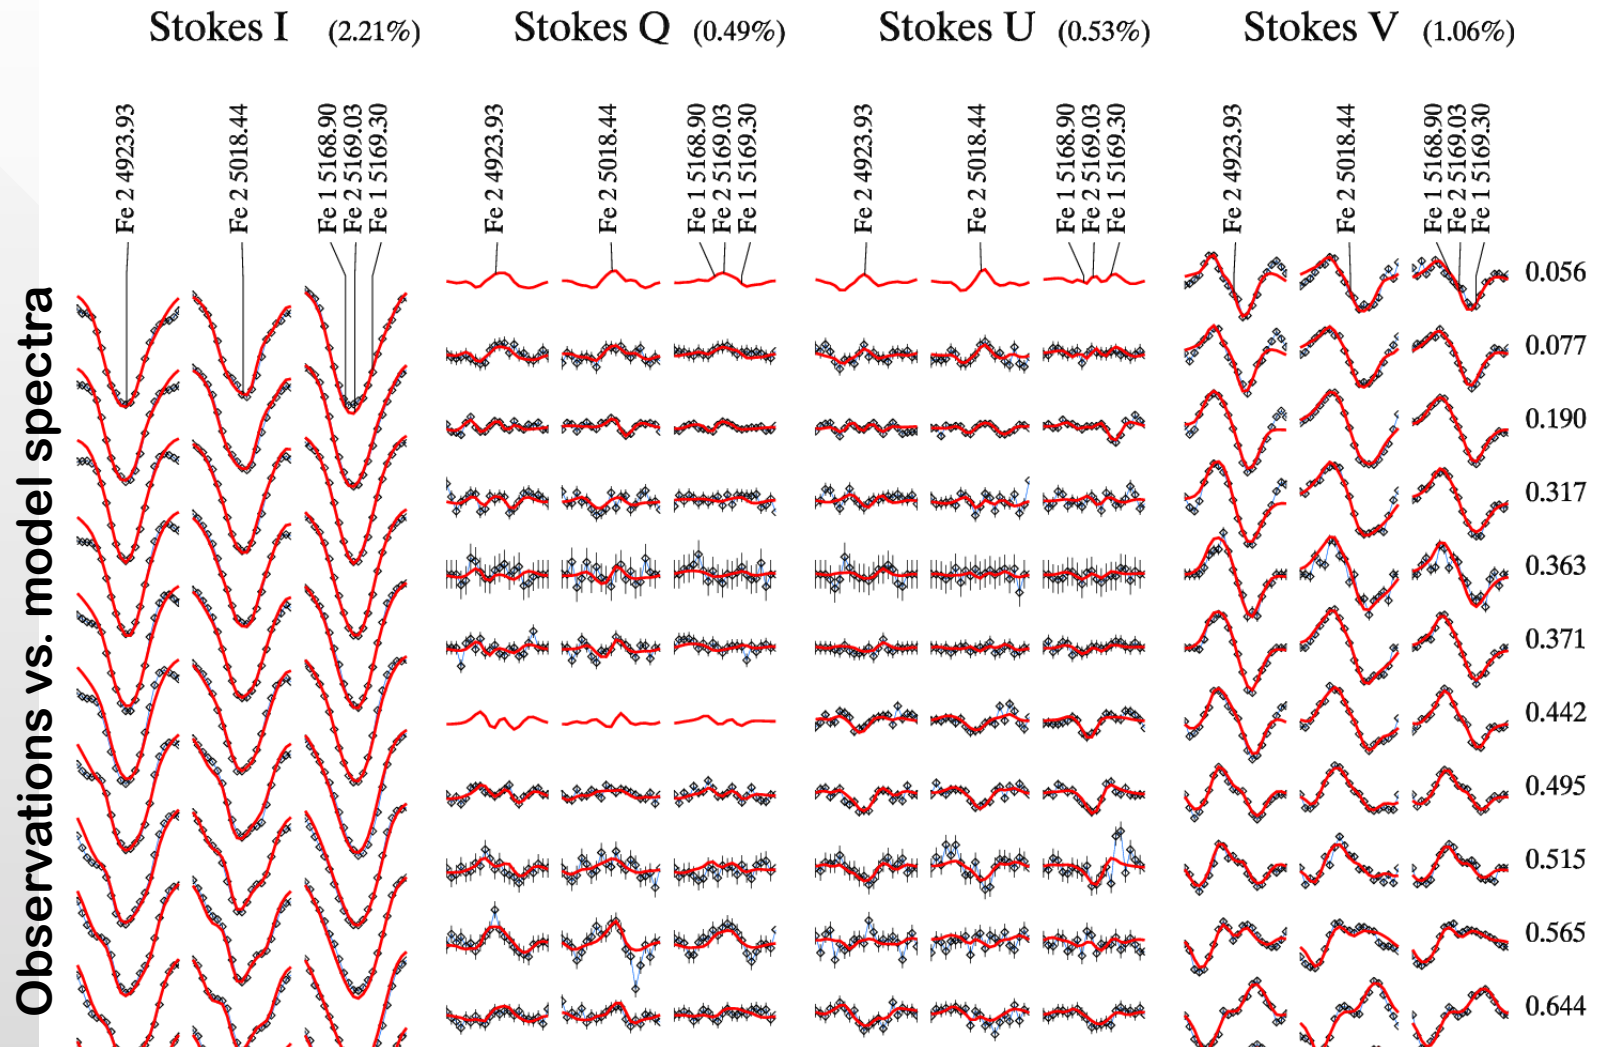 Stokes I (2.21%) Stokes Q (0.49%) Stokes U (0.53%) Stokes V (1.06%)
Fe 2 4923.93
Fe 2 5018.44
Fe 1 5168.90
Fe 2 5169.03
Fe 1 5169.30
Fe 2 4923.93
Fe 2 5018.44
Fe 1 5168.90
Fe 2 5169.03
Fe 1 5169.30
Fe 2 4923.93
Fe 2 5018.44
Fe 1 5168.90
Fe 2 5169.03
Fe 1 5169.30
Fe 2 4923.93
Fe 2 5018.44
Fe 1 5168.90
Fe 2 5169.03
Fe 1 5169.30
Observations vs. model spectra
0.056
0.077
0.190
0.317
0.363
0.371
0.442
0.495
0.515
0.565
0.644